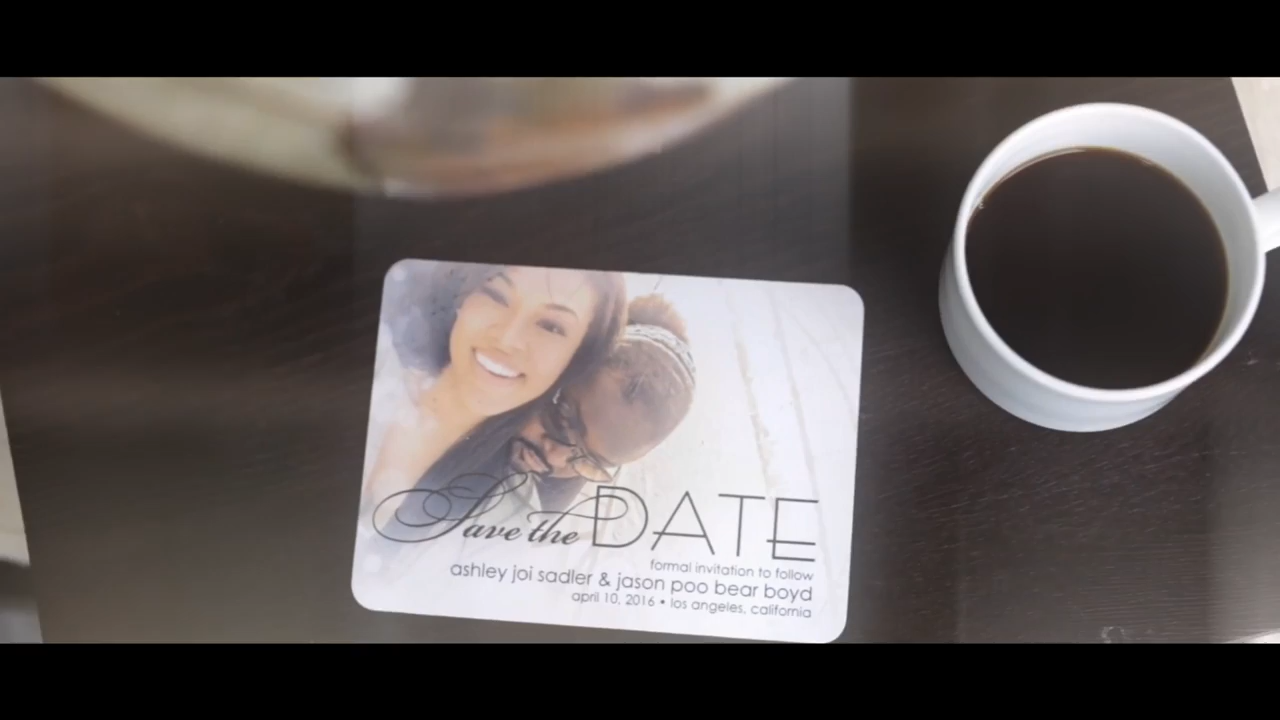 Save the DATE
formal invitation to follow
ashley joi sadler & jason poo bear boyd
april 10, 2016 • los angeles, california